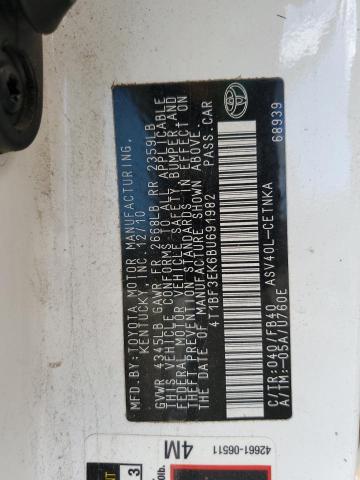 MFD.BY:TOYOTA MOTOR MANUFACTURING,
KENTUCKY, INC. 12/10
GVWR 4345LB GAWR FR 2668LB RR 2359LB
THIS VEHICLE CONFORMS TO ALL APPLICABLE
FEDERAL MOTOR VEHICLE SAFETY, BUMPER, AND
THEFT PREVENTION STANDARDS IN EFFECT ON
THE DATE OF MANUFACTURE SHOWN ABOVE.
4T1BF3EK6BU691982 PASS.CAR
C/TR:040/FB40 ASV40L-CETNKA
A/TM:-05A/U760E 68939
42661-06511
4M
3